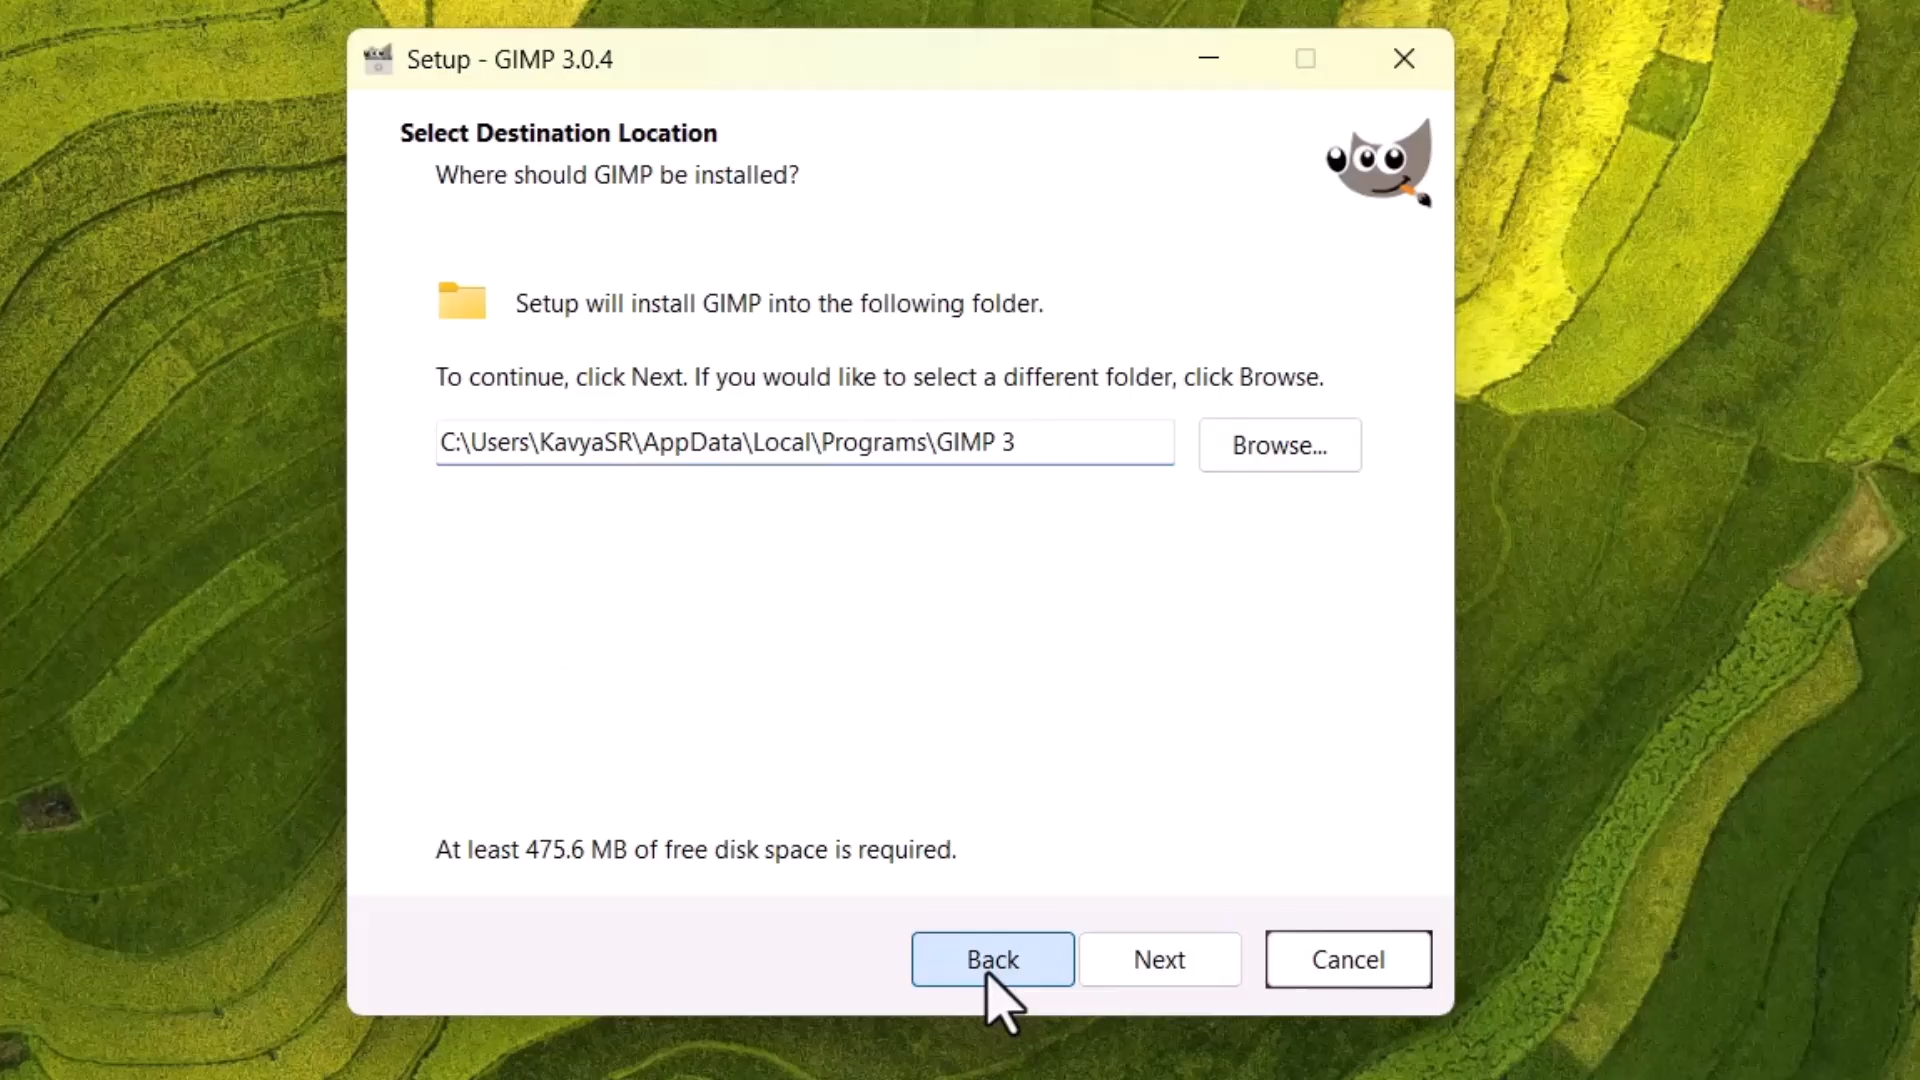 Setup - GIMP 3.0.4
Select Destination Location
Where should GIMP be installed?
Setup will install GIMP into the following folder.
To continue, click Next. If you would like to select a different folder, click Browse.
C:\Users\KavyaSR\AppData\Local\Programs\GIMP 3
Browse...
At least 475.6 MB of free disk space is required.
Back
Next
Cancel